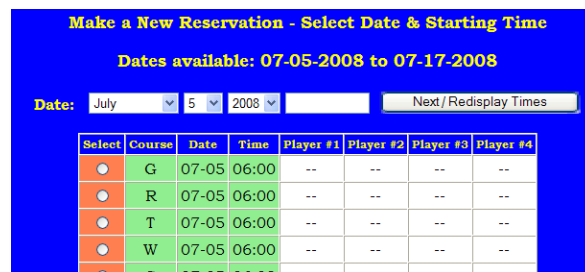 Make a New Reservation - Select Date & Starting Time
Dates available: 07-05-2008 to 07-17-2008
Date: July 5 2008 Next / Redisplay Times
Select Course Date Time Player #1 Player #2 Player #3 Player #4
G 07-05 06:00 -- -- -- --
R 07-05 06:00 -- -- -- --
T 07-05 06:00 -- -- -- --
W 07-05 06:00 -- -- -- --